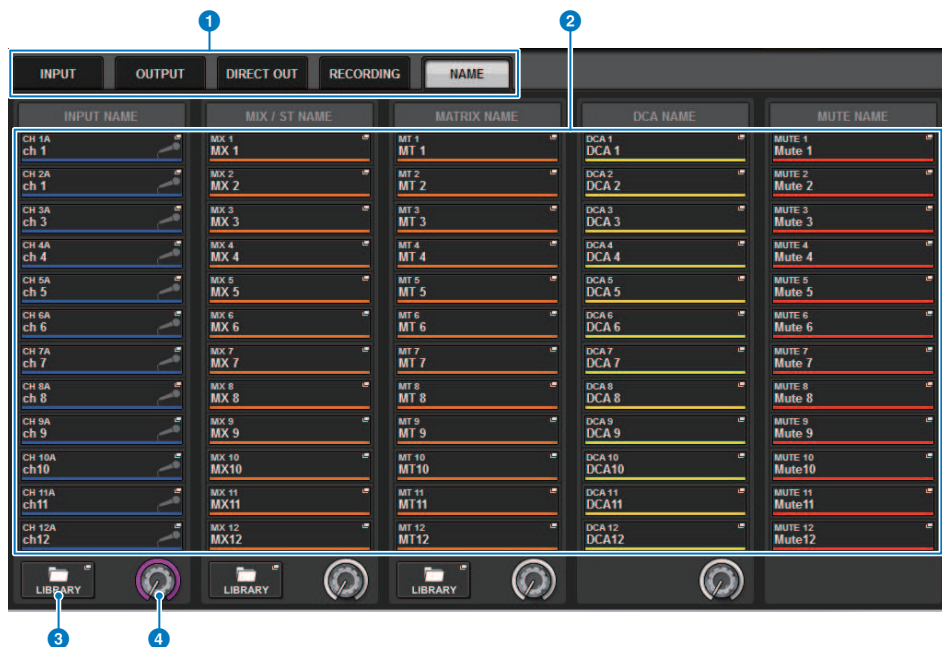 1 2
INPUT OUTPUT DIRECT OUT RECORDING NAME
INPUT NAME MIX / ST NAME MATRIX NAME DCA NAME MUTE NAME
CH 1A MX 1 MT 1 DCA 1 MUTE 1
ch 1 MX 1 MT 1 DCA 1 Mute 1
CH 2A MX 2 MT 2 DCA 2 MUTE 2
ch 1 MX 2 MT 2 DCA 2 Mute 2
CH 3A MX 3 MT 3 DCA 3 MUTE 3
ch 3 MX 3 MT 3 DCA 3 Mute 3
CH 4A MX 4 MT 4 DCA 4 MUTE 4
ch 4 MX 4 MT 4 DCA 4 Mute 4
CH 5A MX 5 MT 5 DCA 5 MUTE 5
ch 5 MX 5 MT 5 DCA 5 Mute 5
CH 6A MX 6 MT 6 DCA 6 MUTE 6
ch 6 MX 6 MT 6 DCA 6 Mute 6
CH 7A MX 7 MT 7 DCA 7 MUTE 7
ch 7 MX 7 MT 7 DCA 7 Mute 7
CH 8A MX 8 MT 8 DCA 8 MUTE 8
ch 8 MX 8 MT 8 DCA 8 Mute 8
CH 9A MX 9 MT 9 DCA 9 MUTE 9
ch 9 MX 9 MT 9 DCA 9 Mute 9
CH 10A MX 10 MT 10 DCA 10 MUTE 10
ch10 MX10 MT10 DCA10 Mute10
CH 11A MX 11 MT 11 DCA 11 MUTE 11
ch11 MX11 MT11 DCA11 Mute11
CH 12A MX 12 MT 12 DCA 12 MUTE 12
ch12 MX12 MT12 DCA12 Mute12
LIBRARY LIBRARY LIBRARY
3 4